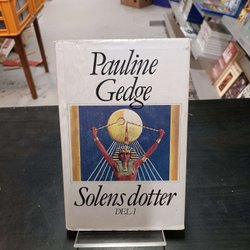 Pauline
Gedge
Solens dotter
DEL 1